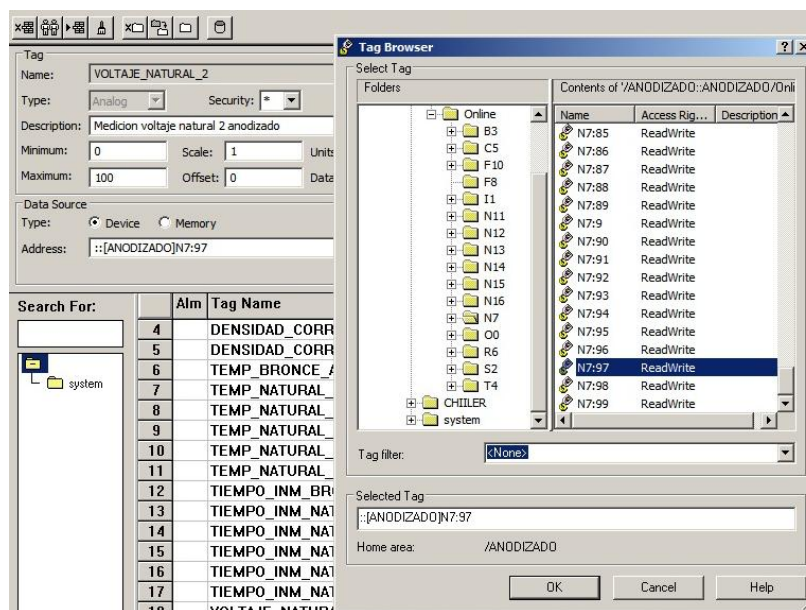 Tag
Name: VOLTAJE_NATURAL_2
Type: Analog Security: *
Description: Medicion voltaje natural 2 anodizado
Minimum: 0 Scale: 1 Units
Maximum: 100 Offset: 0 Data
Data Source
Type: Device Memory
Address: ::[ANODIZADO]N7:97
Search For:
system
Alm Tag Name
4 DENSIDAD_CORR
5 DENSIDAD_CORR
6 TEMP_BRONCE_A
7 TEMP_NATURAL_
8 TEMP_NATURAL_
9 TEMP_NATURAL_
10 TEMP_NATURAL_
11 TEMP_NATURAL_
12 TIEMPO_INM_BR
13 TIEMPO_INM_NAT
14 TIEMPO_INM_NAT
15 TIEMPO_INM_NAT
16 TIEMPO_INM_NAT
17 TIEMPO_INM_NAT
18 VOLTAJE_NATURA
Tag Browser
Select Tag
Folders
Online
B3
C5
F10
F8
I1
N11
N12
N13
N14
N15
N16
N7
O0
R6
S2
T4
CHIILER
system
Contents of '/ANODIZADO::ANODIZADO/Onli
Name Access Rig... Description
N7:85 ReadWrite
N7:86 ReadWrite
N7:87 ReadWrite
N7:88 ReadWrite
N7:89 ReadWrite
N7:9 ReadWrite
N7:90 ReadWrite
N7:91 ReadWrite
N7:92 ReadWrite
N7:93 ReadWrite
N7:94 ReadWrite
N7:95 ReadWrite
N7:96 ReadWrite
N7:97 ReadWrite
N7:98 ReadWrite
N7:99 ReadWrite
Tag filter: <None>
Selected Tag
::[ANODIZADO]N7:97
Home area: /ANODIZADO
OK Cancel Help